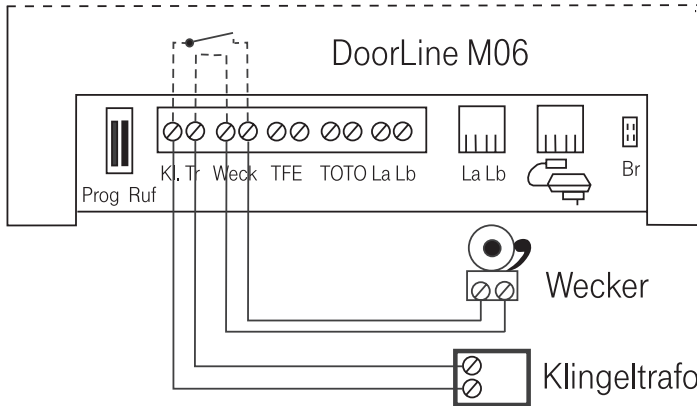 DoorLine M06
Kl. Tr Weck TFE TOTO La Lb
La Lb
Br
Prog Ruf
Wecker
Klingeltrafo